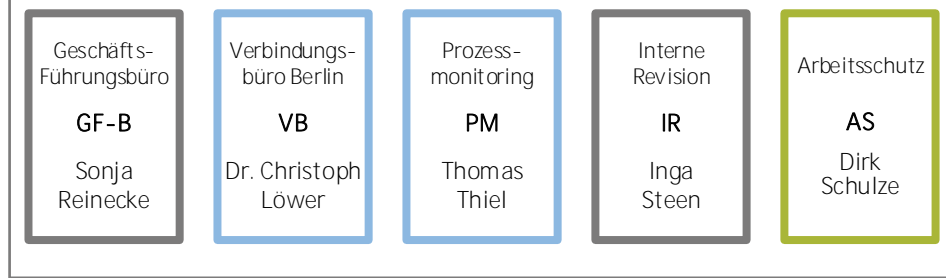 Geschäfts-
Führungsbüro
GF-B
Sonja
Reinecke
Verbindungs-
büro Berlin
VB
Dr. Christoph
Löwer
Prozess-
monitoring
PM
Thomas
Thiel
Interne
Revision
IR
Inga
Steen
Arbeitsschutz
AS
Dirk
Schulze